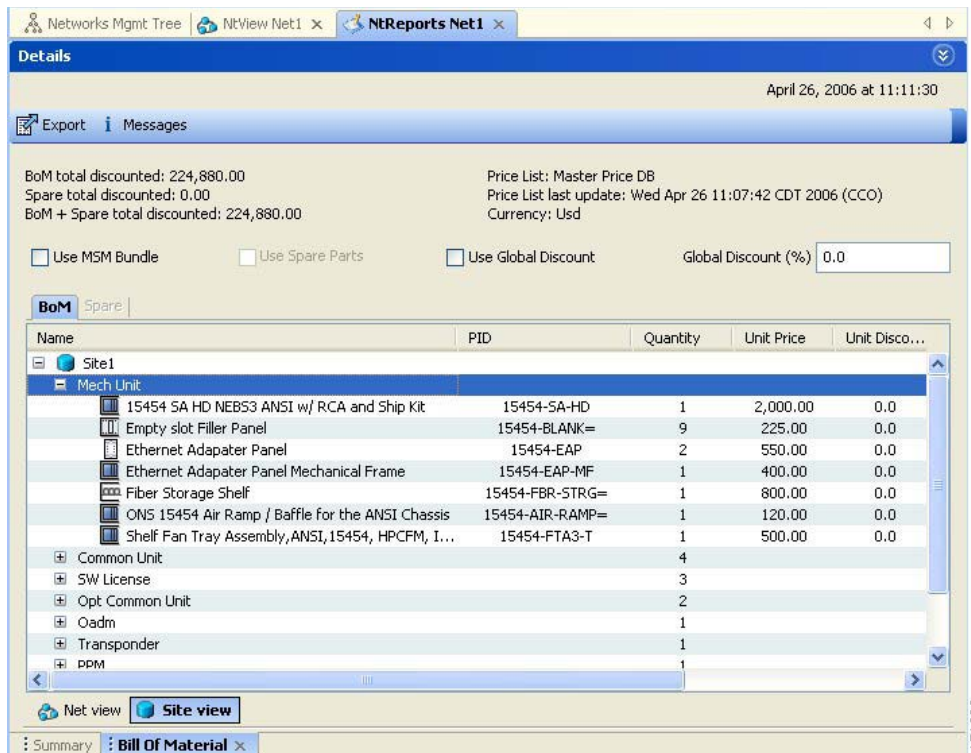 Networks Mgmt Tree NtView Net1 NtReports Net1
Details
April 26, 2006 at 11:11:30
Export Messages
BoM total discounted: 224,880.00 Price List: Master Price DB
Spare total discounted: 0.00 Price List last update: Wed Apr 26 11:07:42 CDT 2006 (CCO)
BoM + Spare total discounted: 224,880.00 Currency: Usd
Use MSM Bundle Use Spare Parts Use Global Discount Global Discount (%) 0.0
BoM Spare
Name PID Quantity Unit Price Unit Disco...
Site1
Mech Unit
15454 SA HD NEBS3 ANSI w/ RCA and Ship Kit 15454-SA-HD 1 2,000.00 0.0
Empty slot Filler Panel 15454-BLANK= 9 225.00 0.0
Ethernet Adapater Panel 15454-EAP 2 550.00 0.0
Ethernet Adapater Panel Mechanical Frame 15454-EAP-MF 1 400.00 0.0
Fiber Storage Shelf 15454-FBR-STRG= 1 800.00 0.0
ONS 15454 Air Ramp / Baffle for the ANSI Chassis 15454-AIR-RAMP= 1 120.00 0.0
Shelf Fan Tray Assembly,ANSI,15454, HPCFM, I... 15454-FTA3-T 1 500.00 0.0
Common Unit 4
SW License 3
Opt Common Unit 2
Oadm 1
Transponder 1
PPM 1
Net view Site view
Summary Bill Of Material